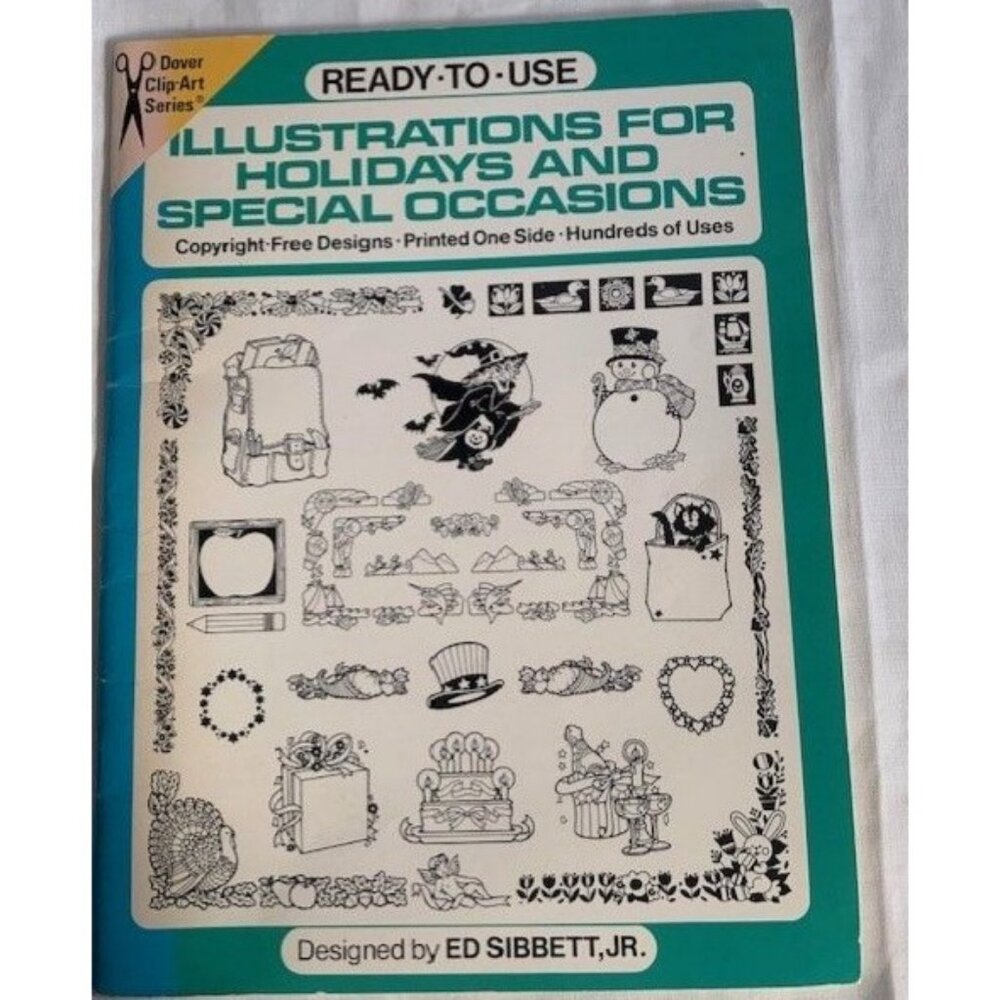 Dover
Clip-Art
Series®
READY·TO·USE
ILLUSTRATIONS FOR
HOLIDAYS AND
SPECIAL OCCASIONS
Copyright·Free Designs·Printed One Side·Hundreds of Uses
Designed by ED SIBBETT, JR.